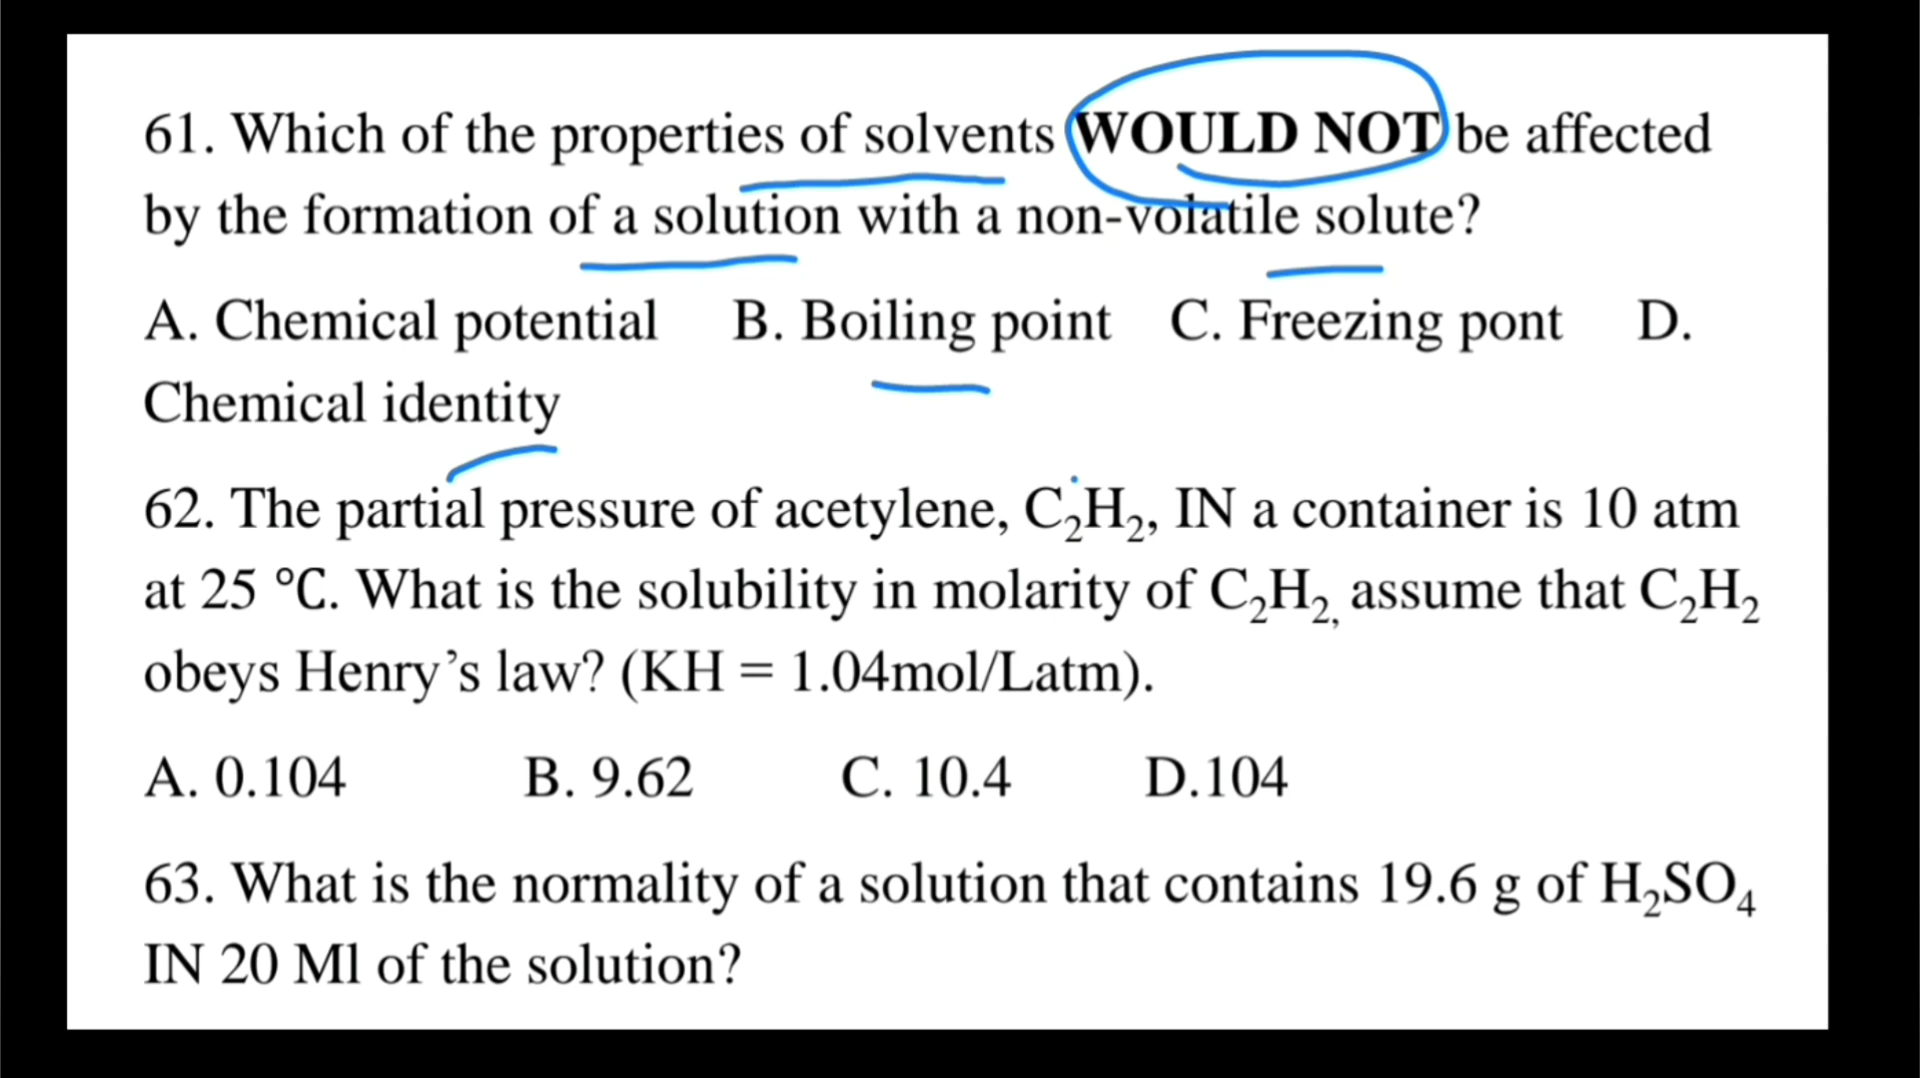 61. Which of the properties of solvents WOULD NOT be affected
by the formation of a solution with a non-volatile solute?
A. Chemical potential B. Boiling point C. Freezing pont D.
Chemical identity
62. The partial pressure of acetylene, C₂H₂, IN a container is 10 atm
at 25 °C. What is the solubility in molarity of C₂H₂, assume that C₂H₂
obeys Henry’s law? (KH = 1.04mol/Latm).
A. 0.104 B. 9.62 C. 10.4 D.104
63. What is the normality of a solution that contains 19.6 g of H₂SO₄
IN 20 Ml of the solution?